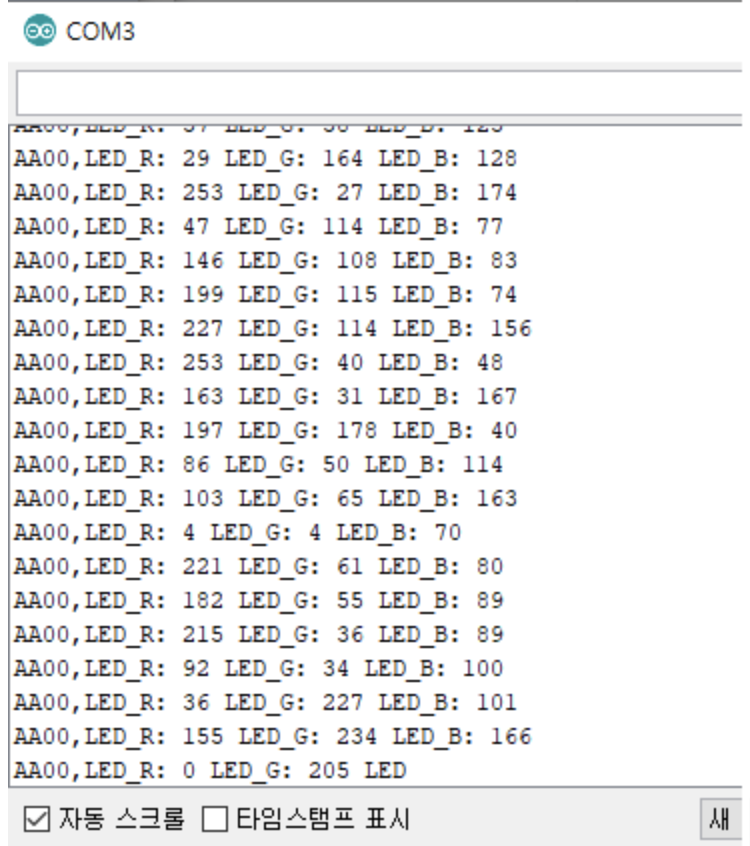 COM3
AA00,LED_R: 37 LED_G: 38 LED_B: 123
AA00,LED_R: 29 LED_G: 164 LED_B: 128
AA00,LED_R: 253 LED_G: 27 LED_B: 174
AA00,LED_R: 47 LED_G: 114 LED_B: 77
AA00,LED_R: 146 LED_G: 108 LED_B: 83
AA00,LED_R: 199 LED_G: 115 LED_B: 74
AA00,LED_R: 227 LED_G: 114 LED_B: 156
AA00,LED_R: 253 LED_G: 40 LED_B: 48
AA00,LED_R: 163 LED_G: 31 LED_B: 167
AA00,LED_R: 197 LED_G: 178 LED_B: 40
AA00,LED_R: 86 LED_G: 50 LED_B: 114
AA00,LED_R: 103 LED_G: 65 LED_B: 163
AA00,LED_R: 4 LED_G: 4 LED_B: 70
AA00,LED_R: 221 LED_G: 61 LED_B: 80
AA00,LED_R: 182 LED_G: 55 LED_B: 89
AA00,LED_R: 215 LED_G: 36 LED_B: 89
AA00,LED_R: 92 LED_G: 34 LED_B: 100
AA00,LED_R: 36 LED_G: 227 LED_B: 101
AA00,LED_R: 155 LED_G: 234 LED_B: 166
AA00,LED_R: 0 LED_G: 205 LED
자동 스크롤 타임스탬프 표시 새